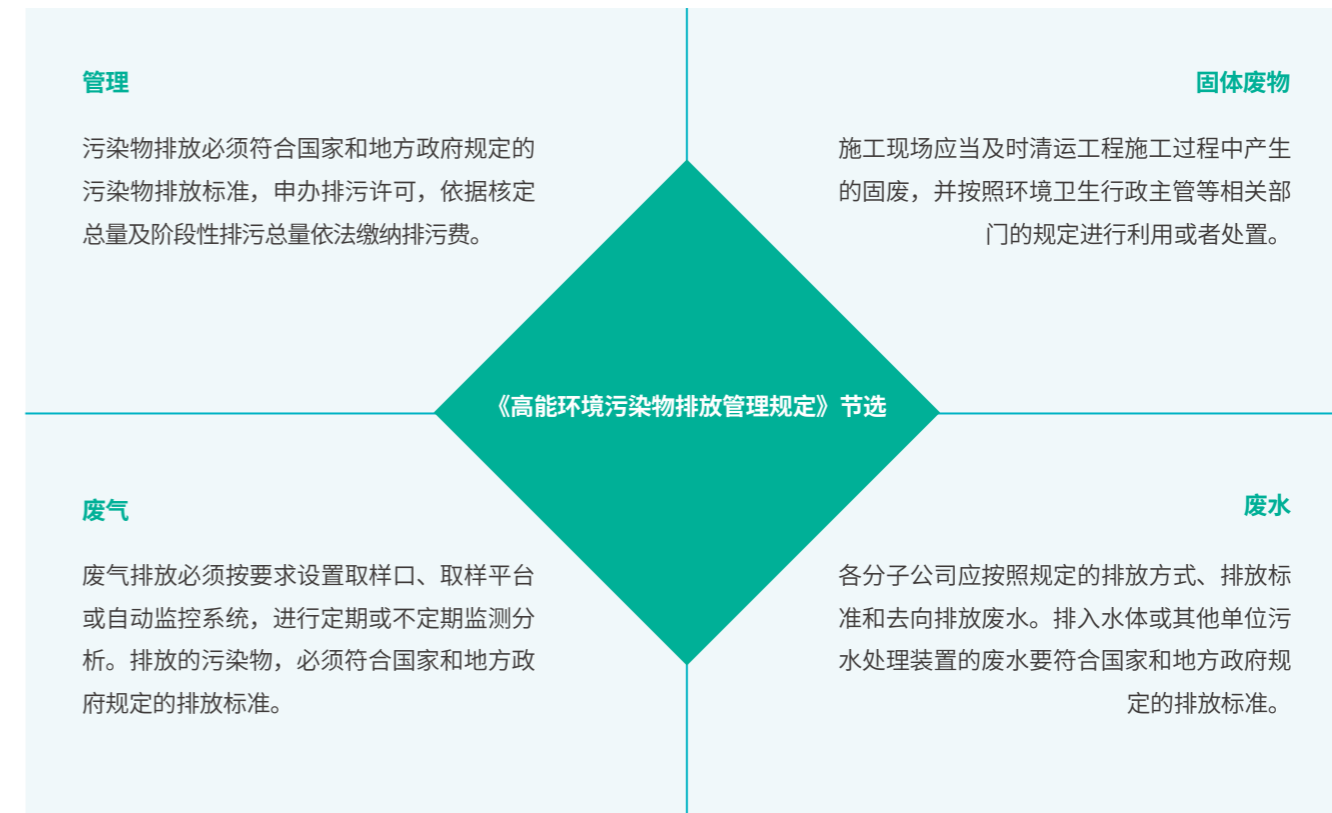 管理
污染物排放必须符合国家和地方政府规定的
污染物排放标准，申办排污许可，依据核定
总量及阶段性排污总量依法缴纳排污费。
固体废物
施工现场应当及时清运工程施工过程中产生
的固废，并按照环境卫生行政主管等相关部
门的规定进行利用或者处置。
《高能环境污染物排放管理规定》节选
废气
废气排放必须按要求设置取样口、取样平台
或自动监控系统，进行定期或不定期监测分
析。排放的污染物，必须符合国家和地方政
府规定的排放标准。
废水
各分子公司应按照规定的排放方式、排放标
准和去向排放废水。排入水体或其他单位污
水处理装置的废水要符合国家和地方政府规
定的排放标准。